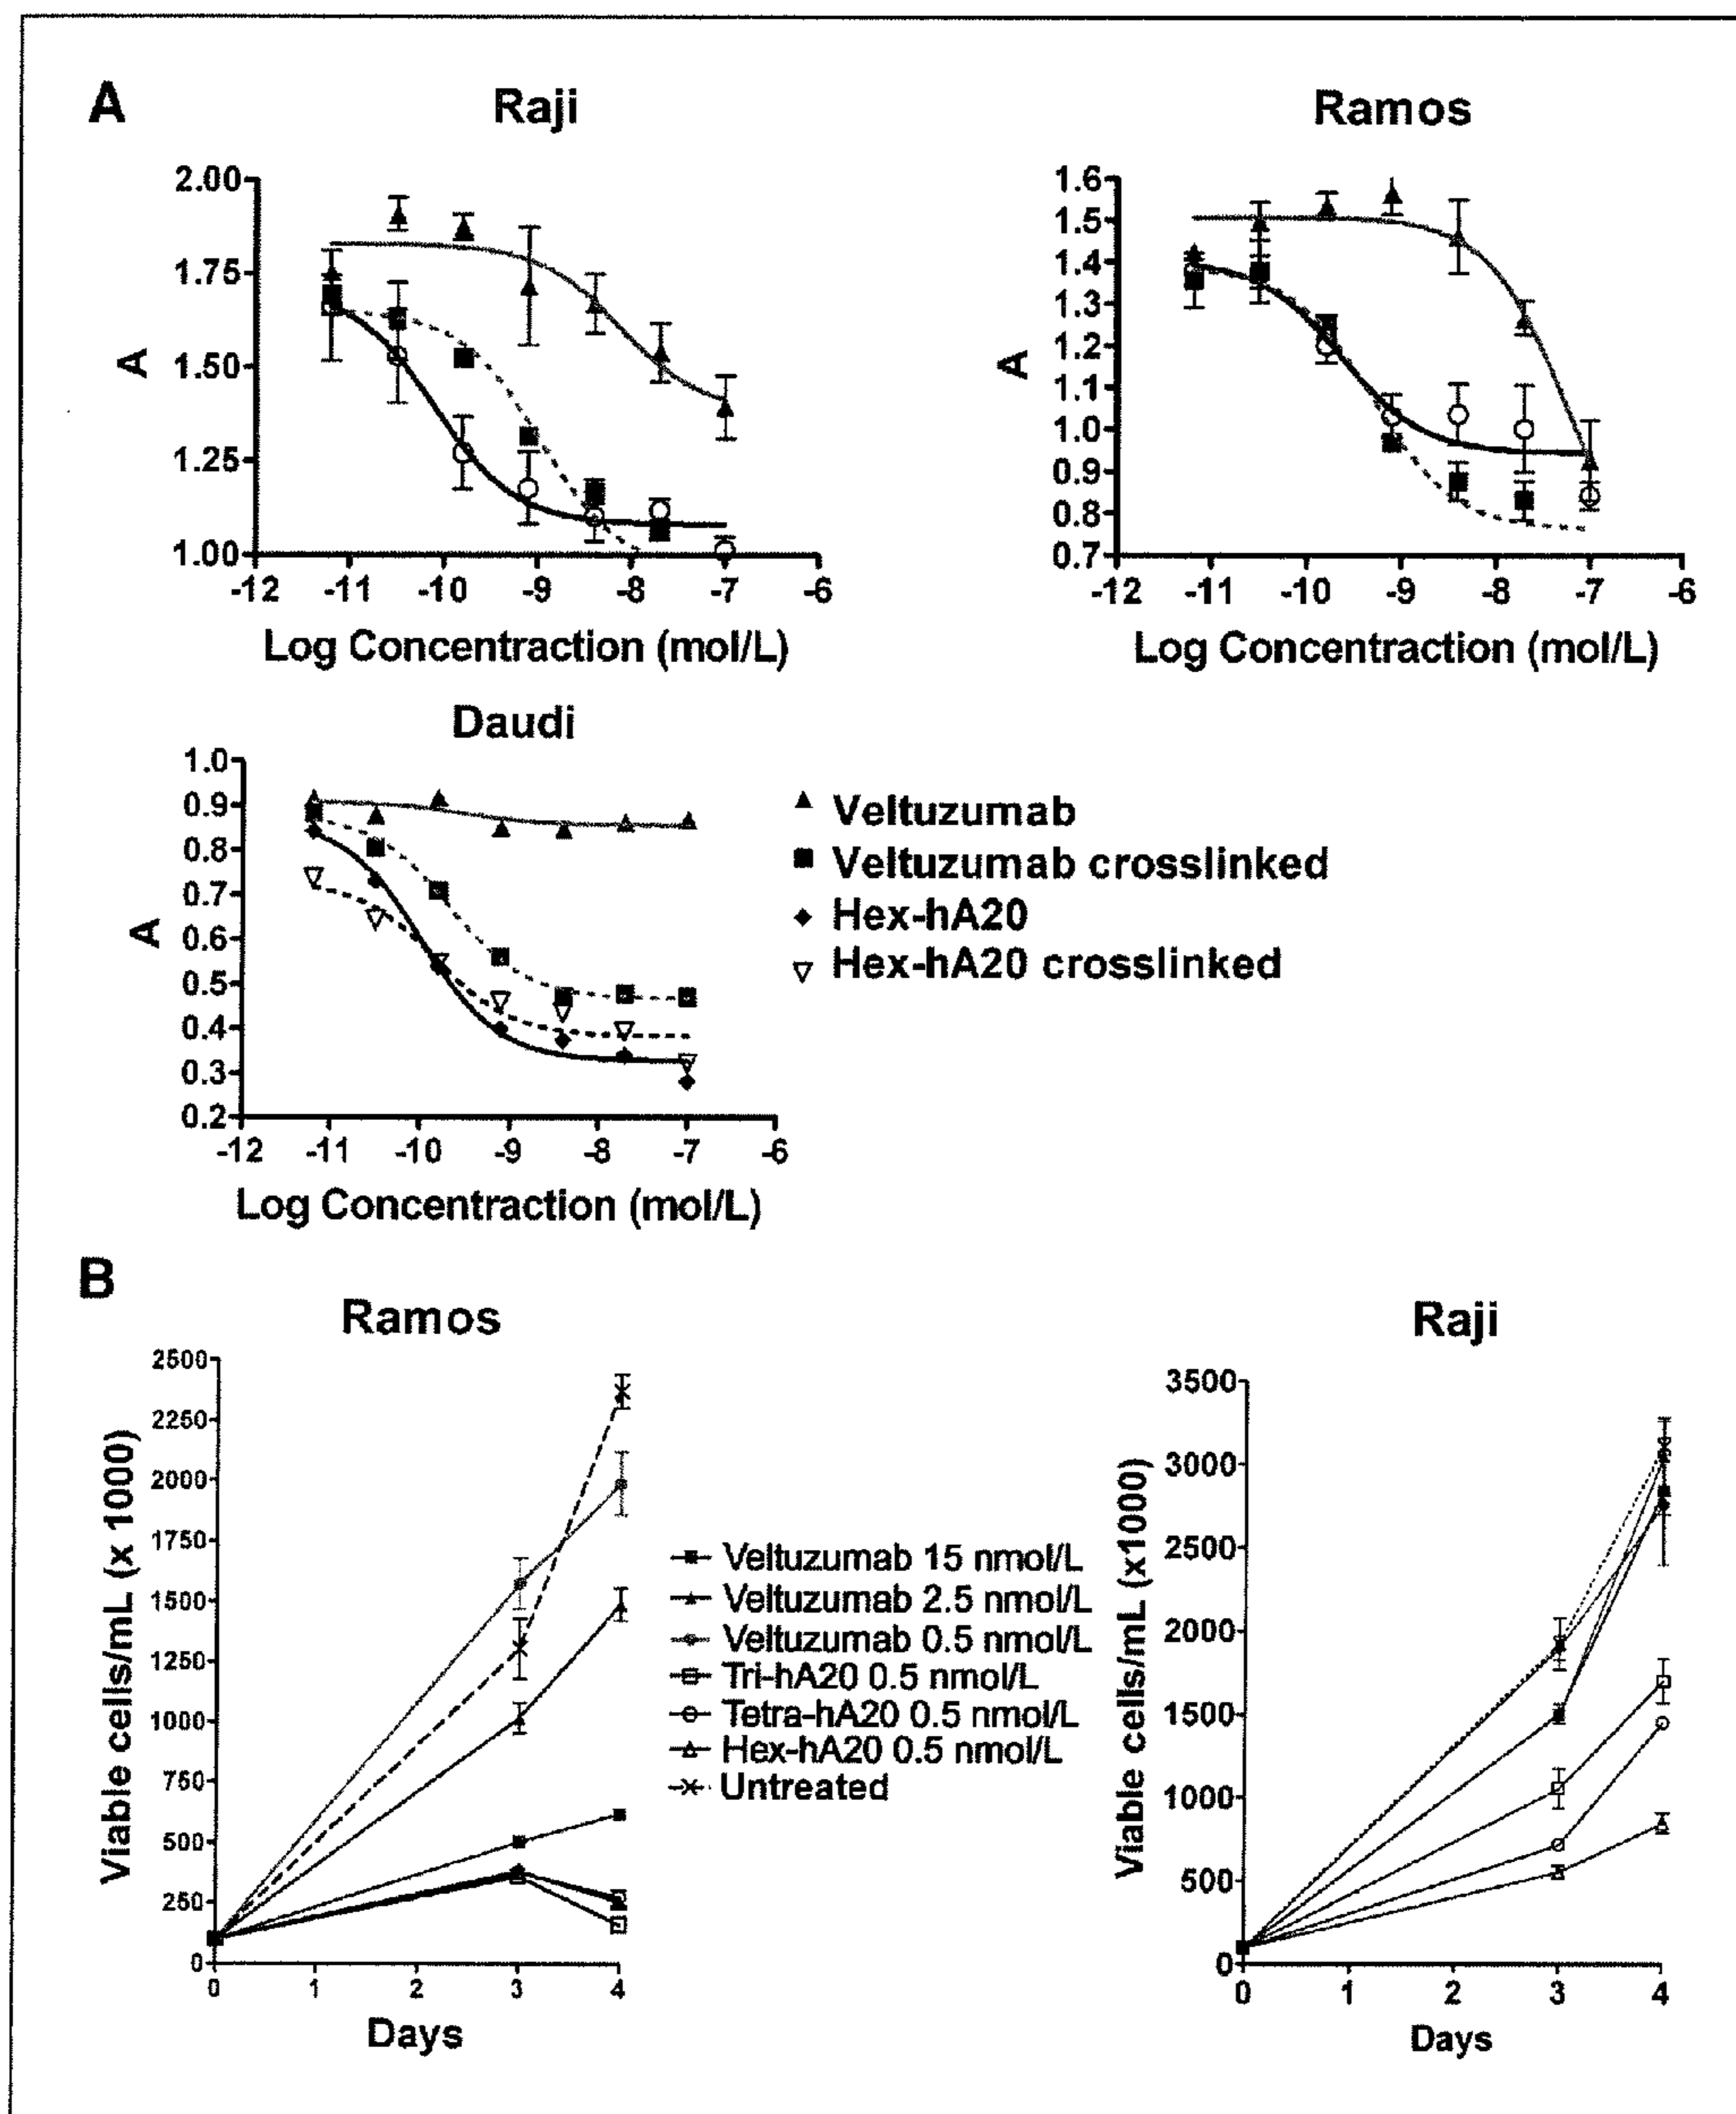 A
Raji
2.00
1.75
1.50
1.25
1.00
A
-12 -11 -10 -9 -8 -7 -6
Log Concentraction (mol/L)
Ramos
1.6
1.5
1.4
1.3
1.2
1.1
1.0
0.9
0.8
0.7
A
-12 -11 -10 -9 -8 -7 -6
Log Concentraction (mol/L)
Daudi
1.0
0.9
0.8
0.7
0.6
0.5
0.4
0.3
0.2
A
-12 -11 -10 -9 -8 -7 -6
Log Concentraction (mol/L)
Veltuzumab
Veltuzumab crosslinked
Hex-hA20
Hex-hA20 crosslinked
B
Ramos
2500
2250
2000
1750
1500
1250
1000
750
500
250
0
Viable cells/mL (x 1000)
0 1 2 3 4
Days
Veltuzumab 15 nmol/L
Veltuzumab 2.5 nmol/L
Veltuzumab 0.5 nmol/L
Tri-hA20 0.5 nmol/L
Tetra-hA20 0.5 nmol/L
Hex-hA20 0.5 nmol/L
Untreated
Raji
3500
3000
2500
2000
1500
1000
500
0
Viable cells/mL (x1000)
0 1 2 3 4
Days